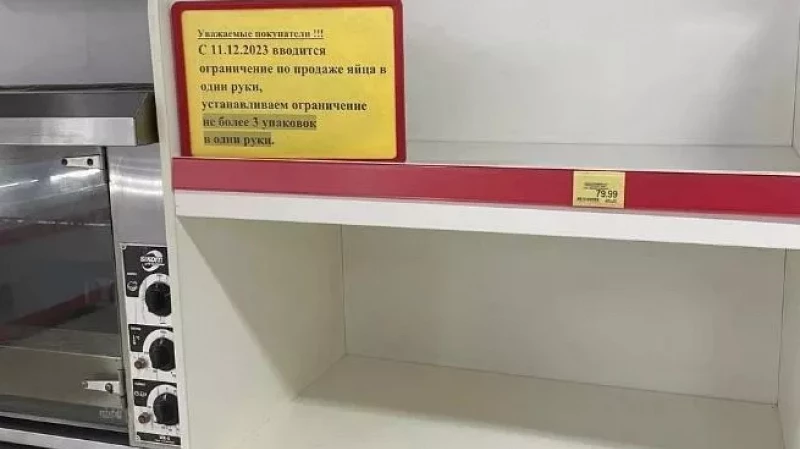 Уважаемые покупатели !!!
С 11.12.2023 вводится
ограничение по продаже яйца в
одни руки,
устанавливаем ограничение
не более 3 упаковок
в одни руки.
79.99